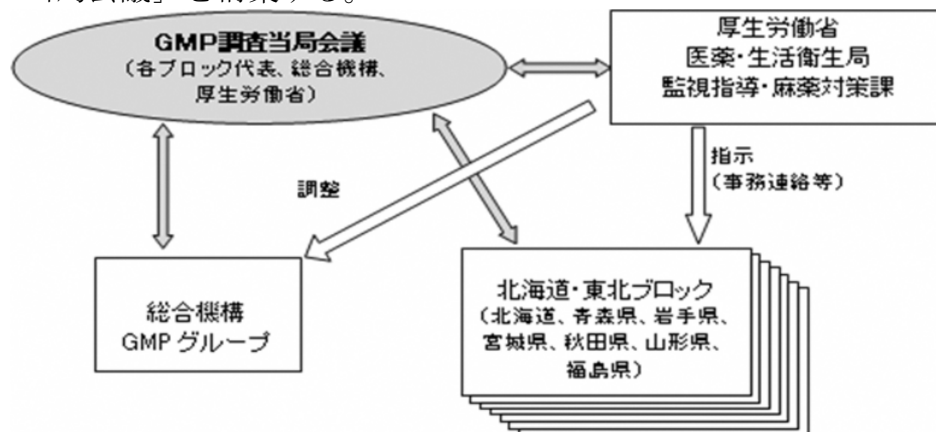 GMP調査当局会議
(各ブロック代表、総合機構、
厚生労働省)
厚生労働省
医薬・生活衛生局
監視指導・麻薬対策課
調整
指示
(事務連絡等)
総合機構
GMP グループ
北海道・東北ブロック
(北海道、青森県、岩手県、
宮城県、秋田県、山形県、
福島県)